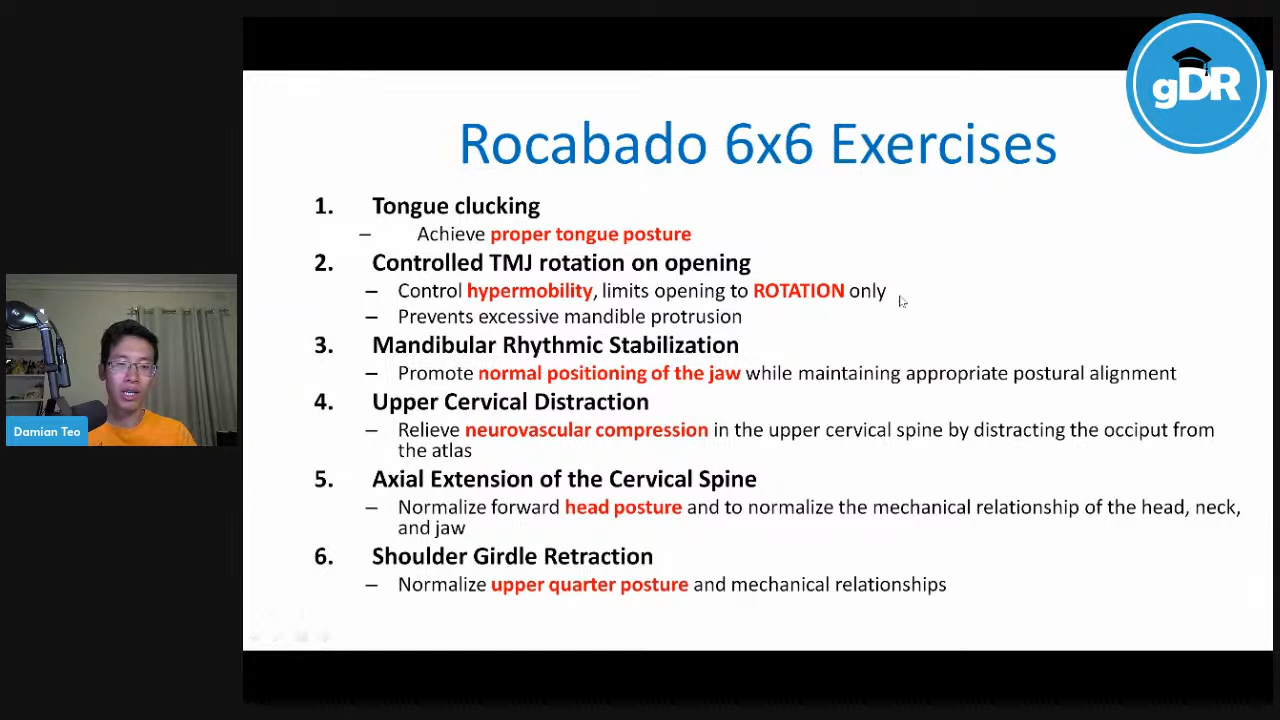 gDR
Rocabado 6x6 Exercises
1. Tongue clucking
– Achieve proper tongue posture
2. Controlled TMJ rotation on opening
– Control hypermobility, limits opening to ROTATION only
– Prevents excessive mandible protrusion
3. Mandibular Rhythmic Stabilization
– Promote normal positioning of the jaw while maintaining appropriate postural alignment
4. Upper Cervical Distraction
– Relieve neurovascular compression in the upper cervical spine by distracting the occiput from
the atlas
5. Axial Extension of the Cervical Spine
– Normalize forward head posture and to normalize the mechanical relationship of the head, neck,
and jaw
6. Shoulder Girdle Retraction
– Normalize upper quarter posture and mechanical relationships
Damian Teo